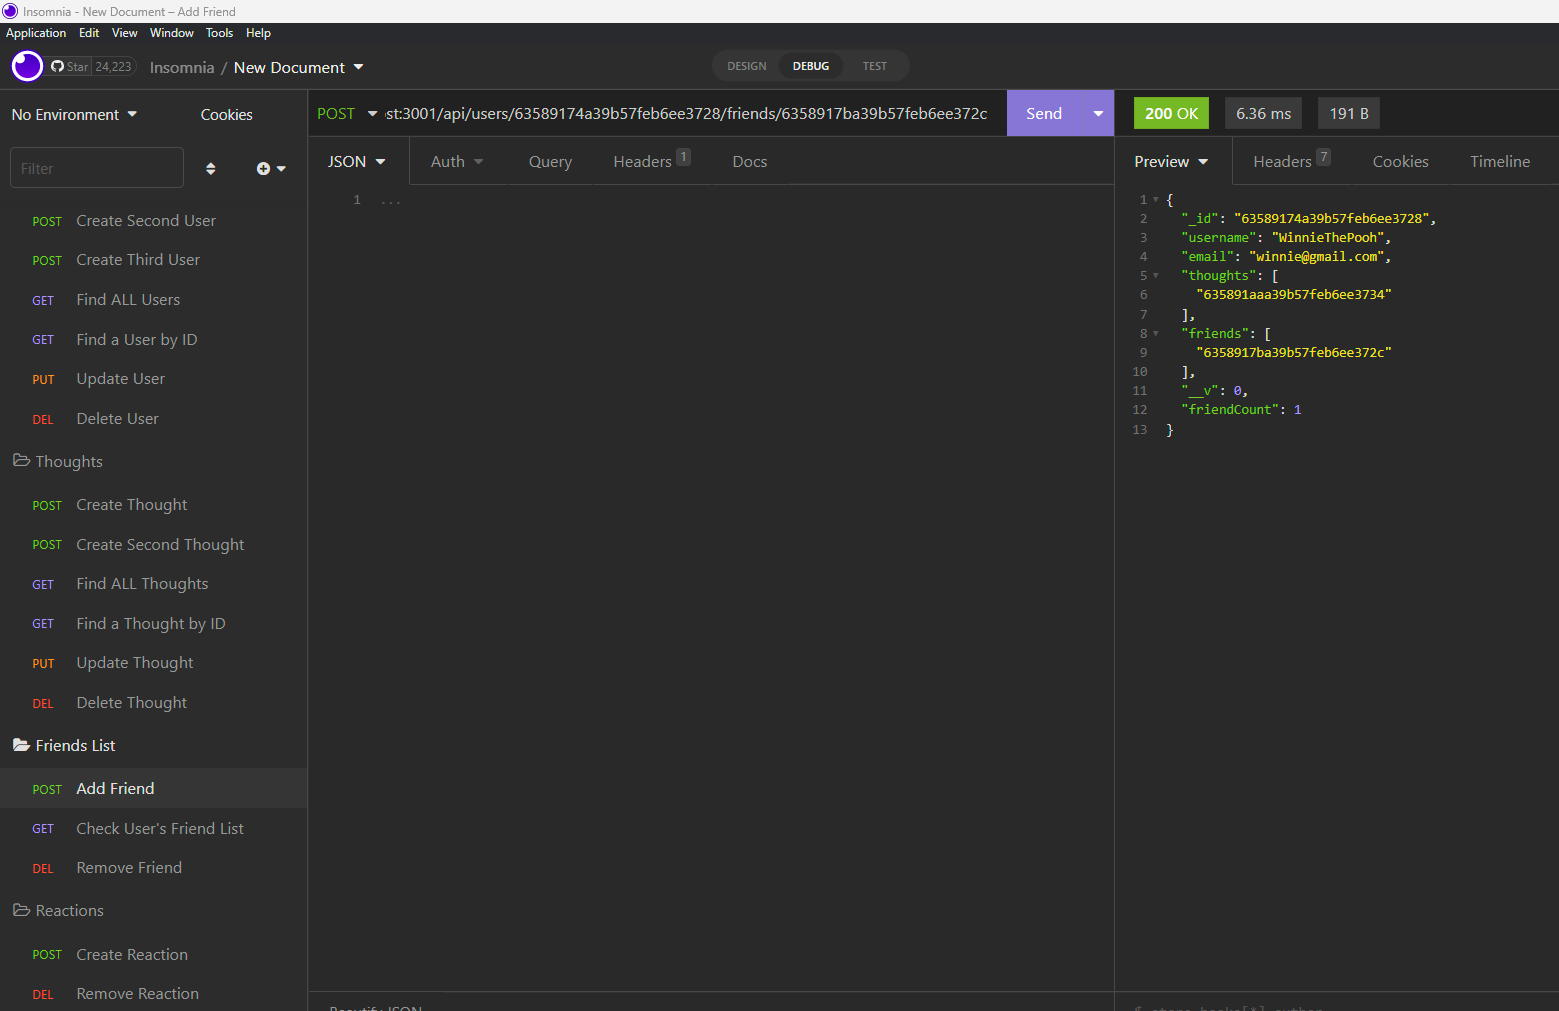 Insomnia - New Document – Add Friend
Application Edit View Window Tools Help
Star 24,223 Insomnia / New Document
DESIGN DEBUG TEST
No Environment Cookies
POST st:3001/api/users/63589174a39b57feb6ee3728/friends/6358917ba39b57feb6ee372c Send
200 OK 6.36 ms 191 B
Filter
JSON Auth Query Headers 1 Docs
Preview Headers 7 Cookies Timeline
POST Create Second User
POST Create Third User
GET Find ALL Users
GET Find a User by ID
PUT Update User
DEL Delete User
Thoughts
POST Create Thought
POST Create Second Thought
GET Find ALL Thoughts
GET Find a Thought by ID
PUT Update Thought
DEL Delete Thought
Friends List
POST Add Friend
GET Check User's Friend List
DEL Remove Friend
Reactions
POST Create Reaction
DEL Remove Reaction
1 ...
1 {
2 "_id": "63589174a39b57feb6ee3728",
3 "username": "WinnieThePooh",
4 "email": "winnie@gmail.com",
5 "thoughts": [
6 "635891aaa39b57feb6ee3734"
7 ],
8 "friends": [
9 "6358917ba39b57feb6ee372c"
10 ],
11 "__v": 0,
12 "friendCount": 1
13 }
Beautify JSON
$.store.books[*].author